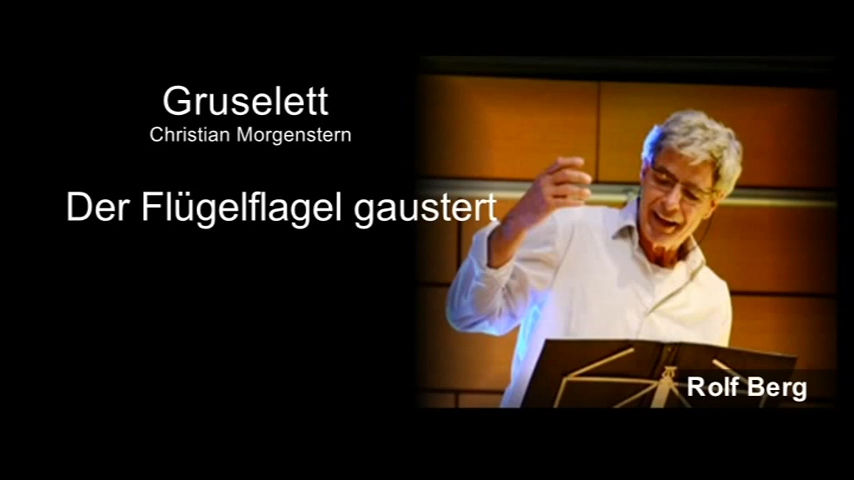 Gruselett
Christian Morgenstern
Der Flügelflagel gaustert
Rolf Berg